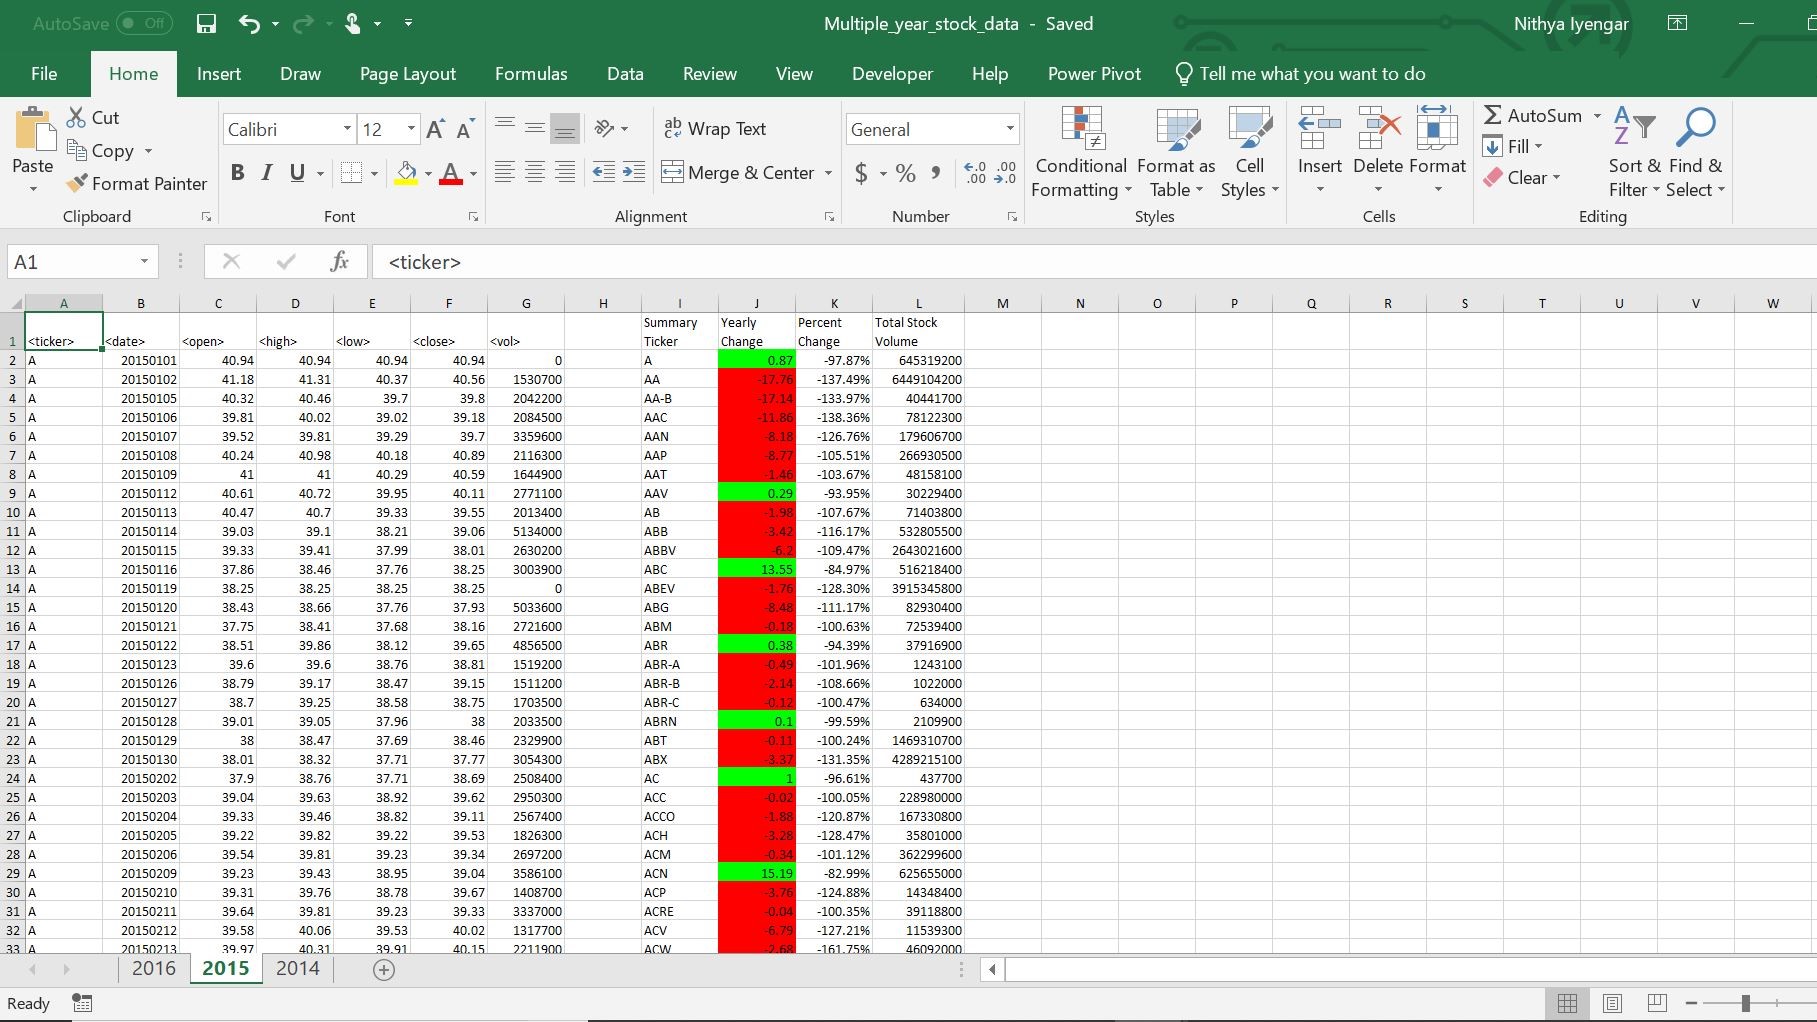 AutoSave Off Multiple_year_stock_data - Saved Nithya Iyengar
File Home Insert Draw Page Layout Formulas Data Review View Developer Help Power Pivot Tell me what you want to do
Cut
Copy
Format Painter
Paste
Clipboard
Calibri 12
B I U
Font
Wrap Text
Merge & Center
Alignment
General
$ % ,
Number
Conditional Formatting
Format as Table
Cell Styles
Styles
Insert Delete Format
Cells
AutoSum
Fill
Clear
Sort & Filter
Find & Select
Editing
A1 fx <ticker>
A B C D E F G H I J K L M N O P Q R S T U V W
1 <ticker> <date> <open> <high> <low> <close> <vol> Summary Ticker Yearly Change Percent Change Total Stock Volume
2 A 20150101 40.94 40.94 40.94 40.94 0 A 0.87 -97.87% 645319200
3 A 20150102 41.18 41.31 40.37 40.56 1530700 AA -17.76 -137.49% 6449104200
4 A 20150105 40.32 40.46 39.7 39.8 2042200 AA-B -17.14 -133.97% 40441700
5 A 20150106 39.81 40.02 39.02 39.18 2084500 AAC -11.86 -138.36% 78122300
6 A 20150107 39.52 39.81 39.29 39.7 3359600 AAN -8.18 -126.76% 179606700
7 A 20150108 40.24 40.98 40.18 40.89 2116300 AAP -8.77 -105.51% 266930500
8 A 20150109 41 41 40.29 40.59 1644900 AAT -1.46 -103.67% 48158100
9 A 20150112 40.61 40.72 39.95 40.11 2771100 AAV 0.29 -93.95% 30229400
10 A 20150113 40.47 40.7 39.33 39.55 2013400 AB -1.98 -107.67% 71403800
11 A 20150114 39.03 39.1 38.21 39.06 5134000 ABB -3.42 -116.17% 532805500
12 A 20150115 39.33 39.41 37.99 38.01 2630200 ABBV -6.2 -109.47% 2643021600
13 A 20150116 37.86 38.46 37.76 38.25 3003900 ABC 13.55 -84.97% 516218400
14 A 20150119 38.25 38.25 38.25 38.25 0 ABEV -1.76 -128.30% 3915345800
15 A 20150120 38.43 38.66 37.76 37.93 5033600 ABG -8.48 -111.17% 82930400
16 A 20150121 37.75 38.41 37.68 38.16 2721600 ABM -0.18 -100.63% 72539400
17 A 20150122 38.51 39.86 38.12 39.65 4856500 ABR 0.38 -94.39% 37916900
18 A 20150123 39.6 39.6 38.76 38.81 1519200 ABR-A -0.49 -101.96% 1243100
19 A 20150126 38.79 39.17 38.47 39.15 1511200 ABR-B -2.14 -108.66% 1022000
20 A 20150127 38.7 39.25 38.58 38.75 1703500 ABR-C -0.12 -100.47% 634000
21 A 20150128 39.01 39.05 37.96 38 2033500 ABRN 0.1 -99.59% 2109900
22 A 20150129 38 38.47 37.69 38.46 2329900 ABT -0.11 -100.24% 1469310700
23 A 20150130 38.01 38.32 37.71 37.77 3054300 ABX -3.37 -131.35% 4289215100
24 A 20150202 37.9 38.76 37.71 38.69 2508400 AC 1 -96.61% 437700
25 A 20150203 39.04 39.63 38.92 39.62 2950300 ACC -0.02 -100.05% 228980000
26 A 20150204 39.33 39.46 38.82 39.11 2567400 ACCO -1.88 -120.87% 167330800
27 A 20150205 39.22 39.82 39.22 39.53 1826300 ACH -3.28 -128.47% 35801000
28 A 20150206 39.54 39.81 39.23 39.34 2697200 ACM -0.34 -101.12% 362299600
29 A 20150209 39.23 39.43 38.95 39.04 3586100 ACN 15.19 -82.99% 625655000
30 A 20150210 39.31 39.76 38.78 39.67 1408700 ACP -3.76 -124.88% 14348400
31 A 20150211 39.64 39.81 39.23 39.33 3337000 ACRE -0.04 -100.35% 39118800
32 A 20150212 39.58 40.06 39.53 40.02 1317700 ACV -6.79 -127.21% 11539300
33 A 20150213 39.97 40.31 39.91 40.15 2211900 ACW -2.68 -161.75% 46092000
2016 2015 2014
Ready